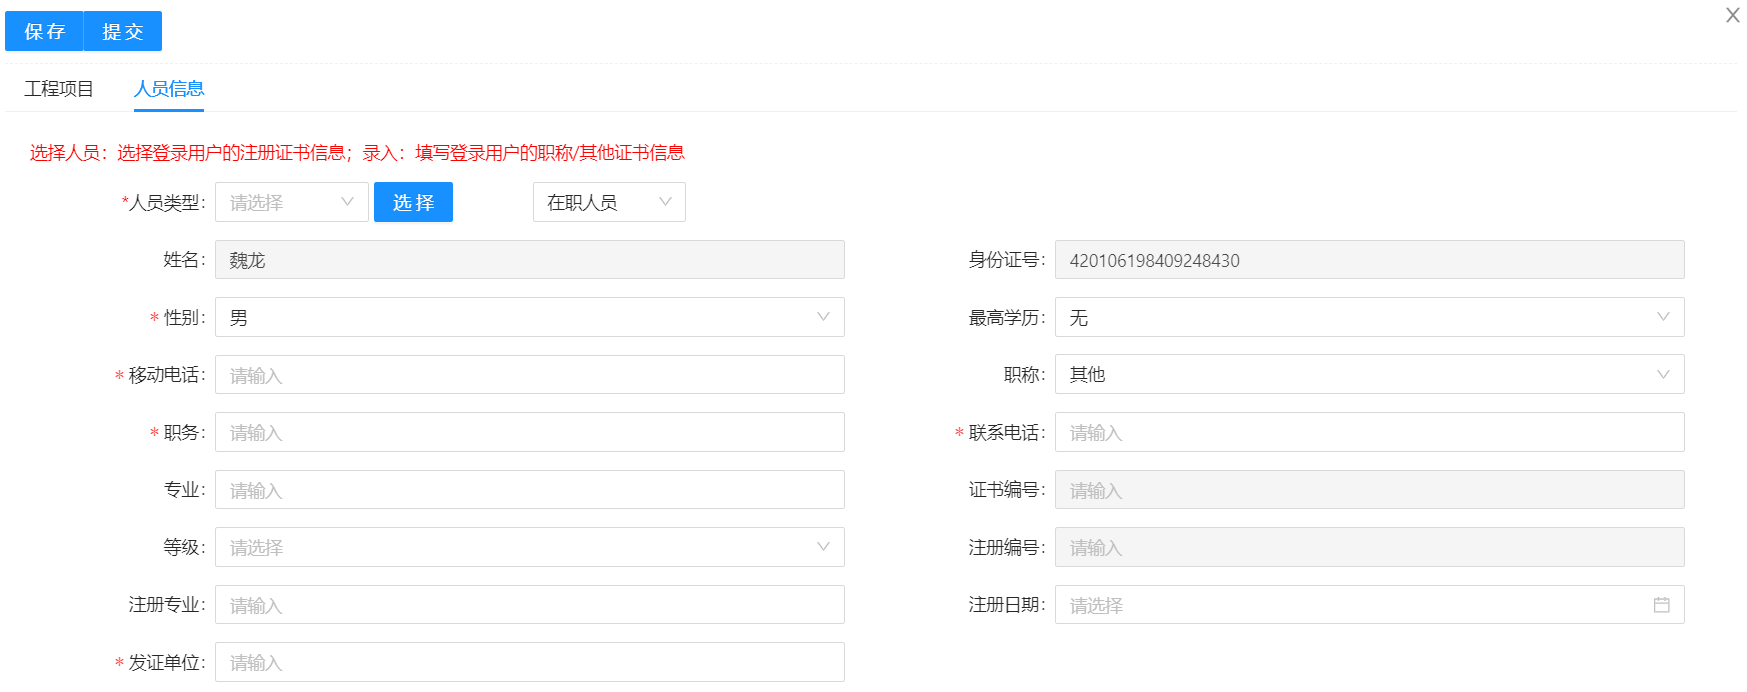 保存 提交
X
工程项目 人员信息
选择人员：选择登录用户的注册证书信息；录入：填写登录用户的职称/其他证书信息
*人员类型： 请选择 选择 在职人员
姓名： 魏龙 身份证号： 420106198409248430
* 性别： 男 最高学历： 无
* 移动电话： 请输入 职称： 其他
* 职务： 请输入 * 联系电话： 请输入
专业： 请输入 证书编号： 请输入
等级： 请选择 注册编号： 请输入
注册专业： 请输入 注册日期： 请选择
* 发证单位： 请输入